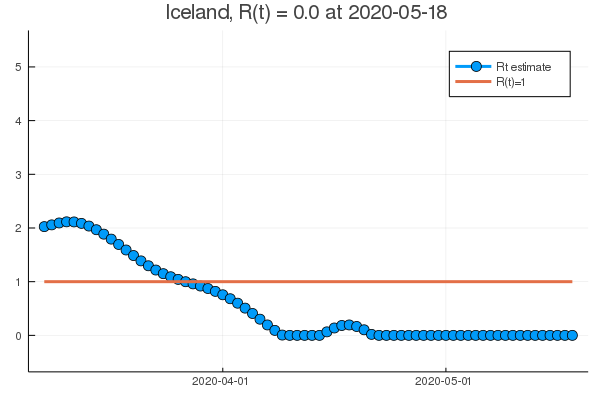 Iceland, R(t) = 0.0 at 2020-05-18
5
4
3
2
1
0
Rt estimate
R(t)=1
2020-04-01
2020-05-01